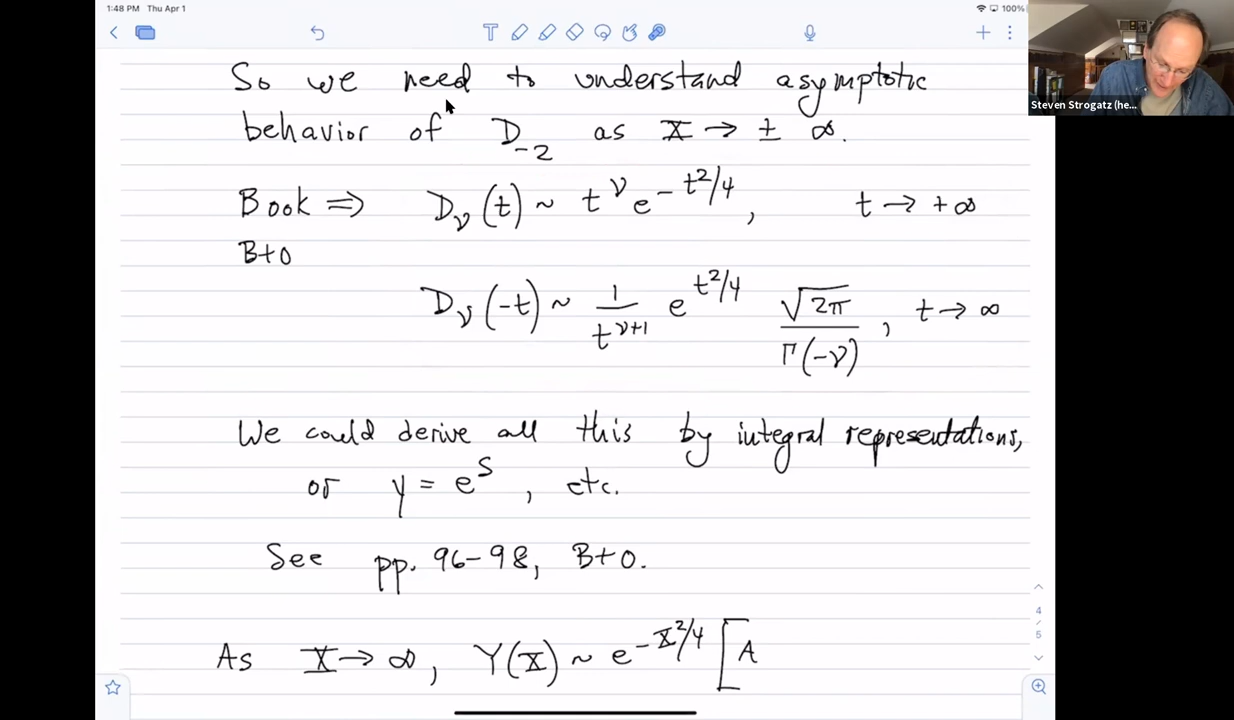 1:48 PM Thu Apr 1
100%
Steven Strogatz (he...
So we need to understand asymptotic
behavior of D₋₂ as X → ± ∞.
Book ⇒ D_ν(t) ~ t^ν e^{-t²/4}, t → +∞
B+O
D_ν(-t) ~ 1/t^{ν+1} e^{t²/4} √2π/Γ(-ν), t → ∞
We could derive all this by integral representations,
or y = e^S, etc.
See pp. 96-98, B+O.
As X → ∞, Y(X) ~ e^{-X²/4} [A
4
/
5